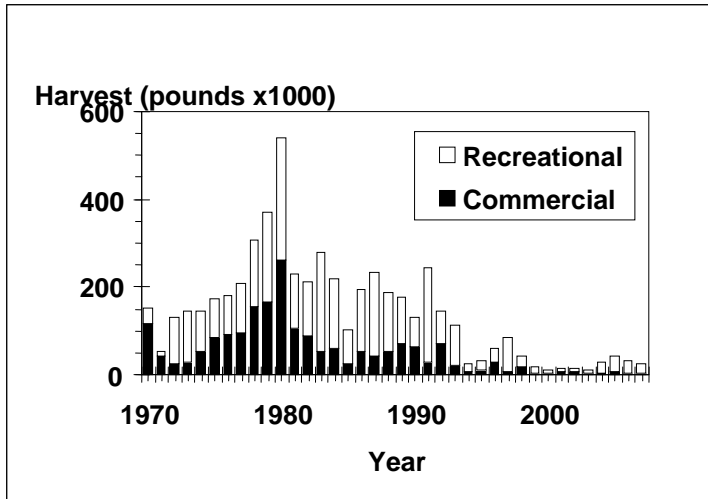 Harvest (pounds x1000)
600
Recreational
Commercial
400
200
0
1970 1980 1990 2000
Year